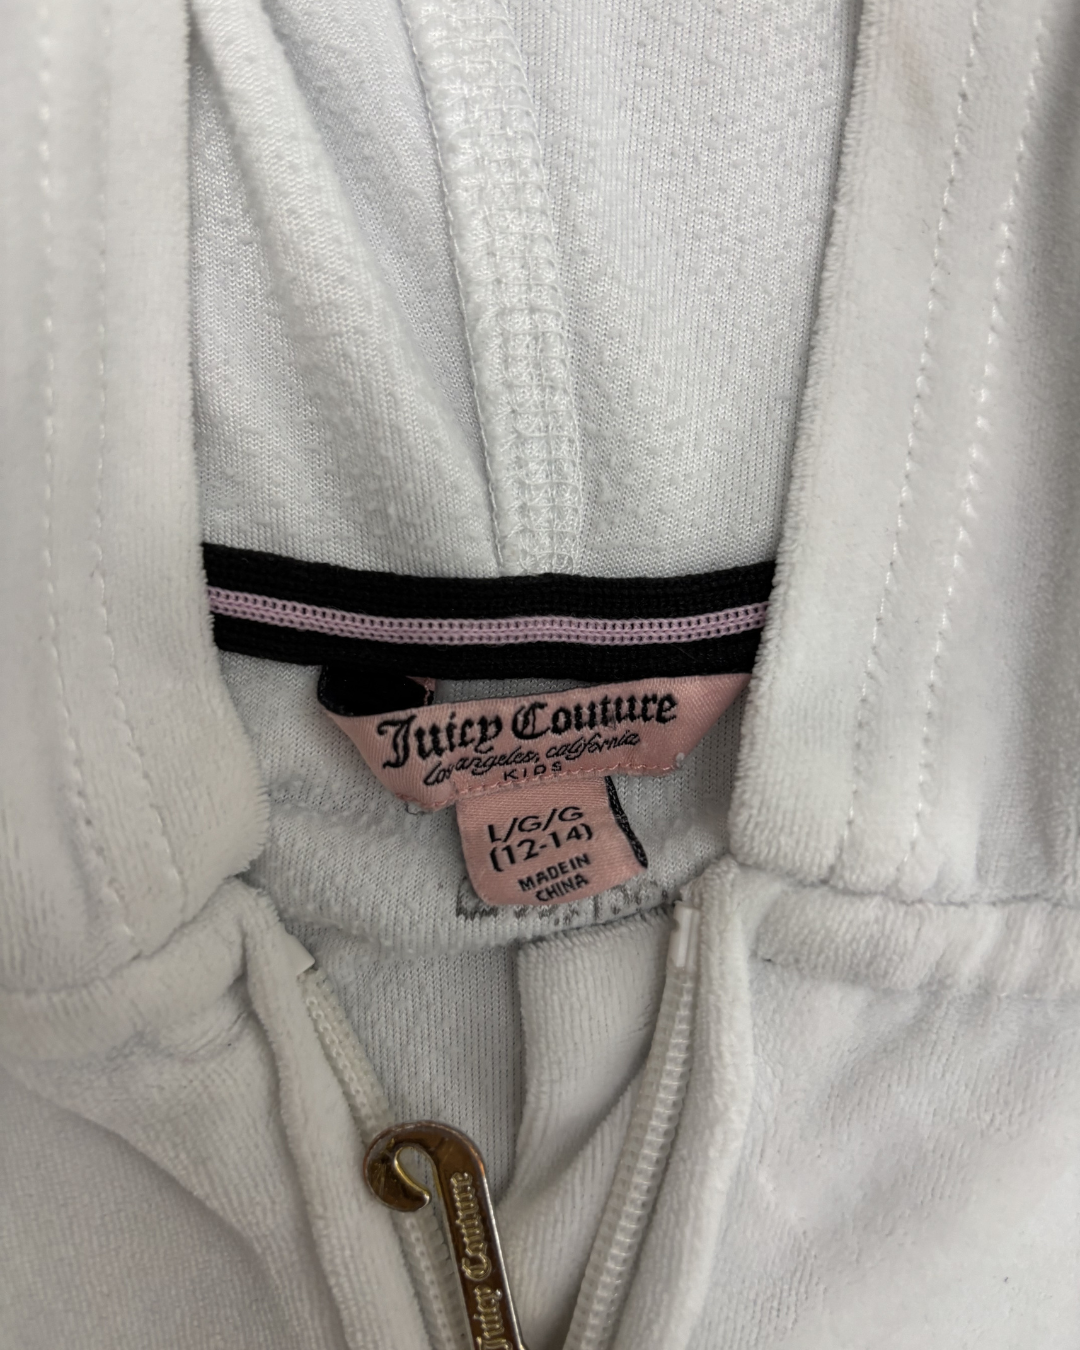 Juicy Couture
los angeles, california
KIDS
L/G/G
(12-14)
MADE IN
CHINA
Juicy Couture